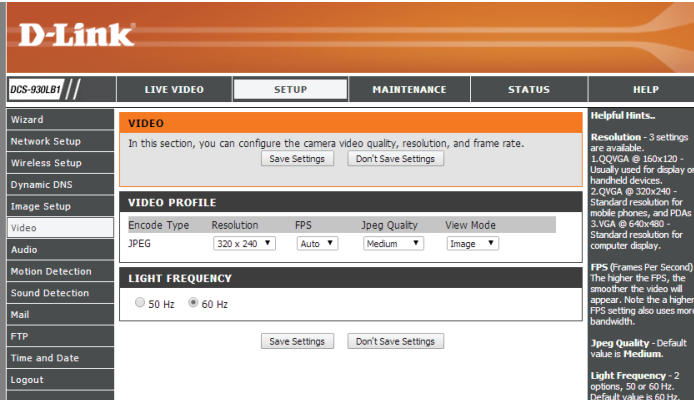 D-Link
DCS-930LB1 //
LIVE VIDEO
SETUP
MAINTENANCE
STATUS
HELP
Wizard
Network Setup
Wireless Setup
Dynamic DNS
Image Setup
Video
Audio
Motion Detection
Sound Detection
Mail
FTP
Time and Date
Logout
VIDEO
In this section, you can configure the camera video quality, resolution, and frame rate.
Save Settings Don't Save Settings
VIDEO PROFILE
Encode Type Resolution FPS Jpeg Quality View Mode
JPEG 320 x 240 Auto Medium Image
LIGHT FREQUENCY
50 Hz 60 Hz
Save Settings Don't Save Settings
Helpful Hints..
Resolution - 3 settings
are available.
1.QQVGA @ 160x120 -
Usually used for display or
handheld devices.
2.QVGA @ 320x240 -
Standard resolution for
mobile phones, and PDAs
3.VGA @ 640x480 -
Standard resolution for
computer display.
FPS (Frames Per Second)
The higher the FPS, the
smoother the video will
appear. Note the a higher
FPS setting also uses more
bandwidth.
Jpeg Quality - Default
value is Medium.
Light Frequency - 2
options, 50 or 60 Hz.
Default value is 60 Hz.